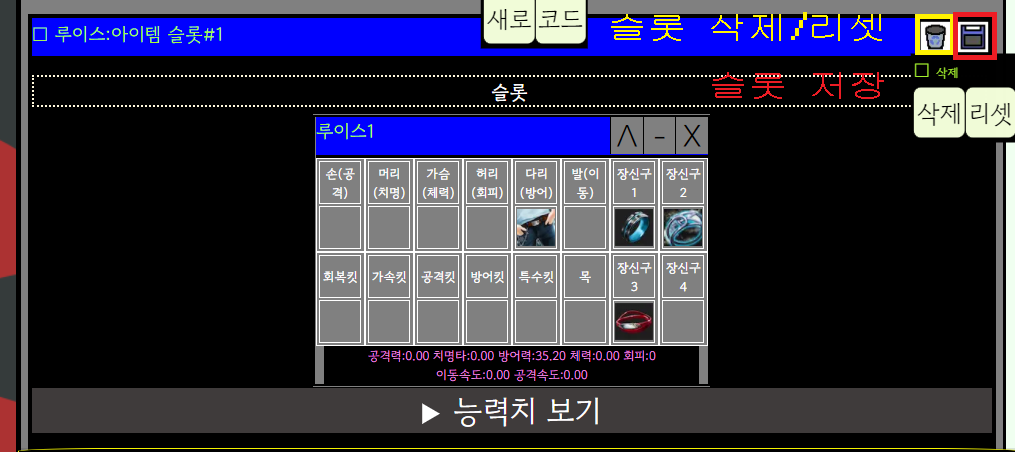 새로 코드
□ 루이스:아이템 슬롯#1
슬롯 삭제/리셋
□ 삭제
슬롯
슬롯 저장
삭제 리셋
루이스1
Λ - X
손(공격)
머리(치명)
가슴(체력)
허리(회피)
다리(방어)
발(이동)
장신구1
장신구2
회복킷 가속킷 공격킷 방어킷 특수킷 목
장신구3
장신구4
공격력:0.00 치명타:0.00 방어력:35.20 체력:0.00 회피:0
이동속도:0.00 공격속도:0.00
▶ 능력치 보기